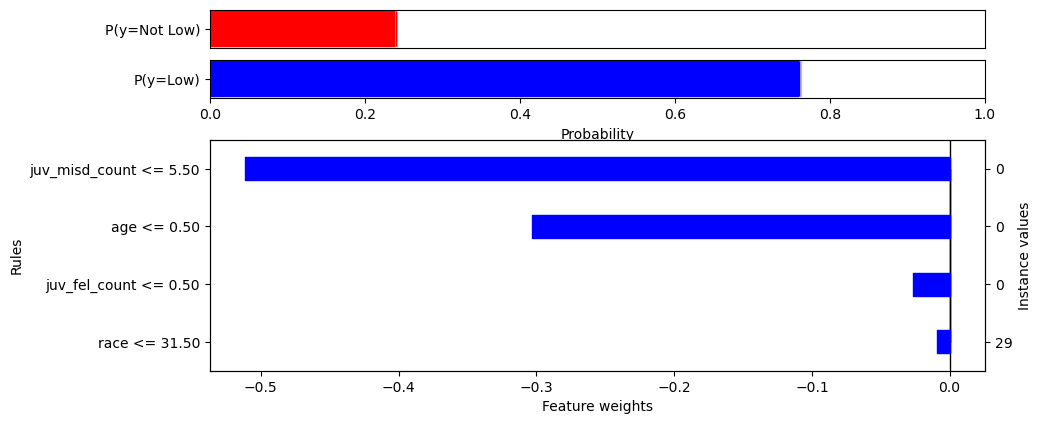 P(y=Not Low)
P(y=Low)
0.0 0.2 0.4 0.6 0.8 1.0
Probability
juv_misd_count <= 5.50 0
age <= 0.50 0
juv_fel_count <= 0.50 0
race <= 31.50 29
Rules
Instance values
−0.5 −0.4 −0.3 −0.2 −0.1 0.0
Feature weights